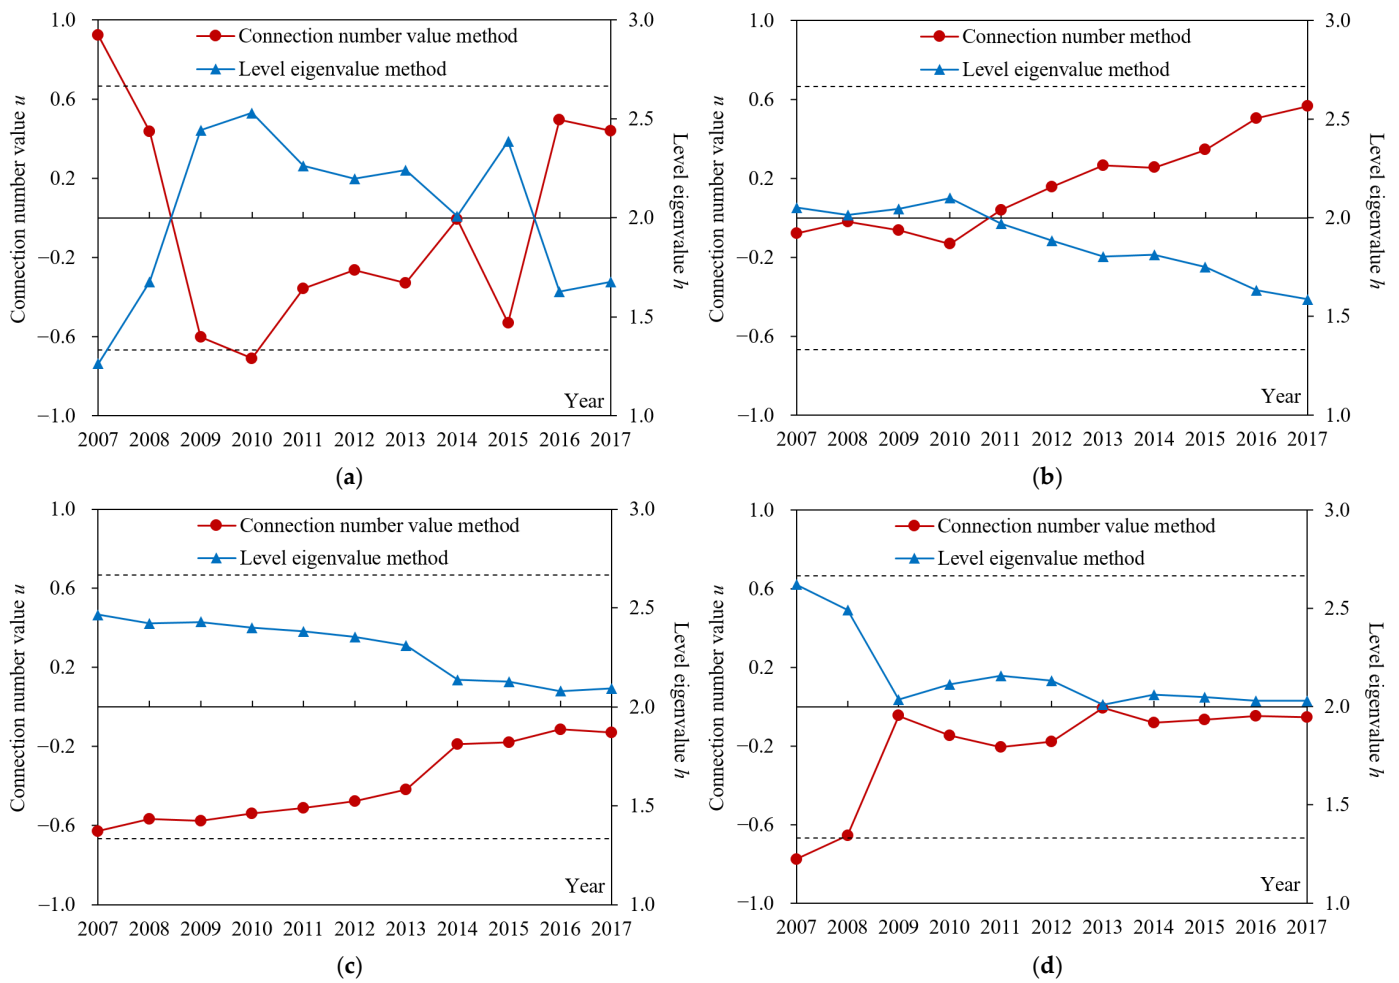 1.0
0.6
0.2
−0.2
−0.6
−1.0
Connection number value u
Connection number value method
Level eigenvalue method
3.0
2.5
2.0
1.5
1.0
Level eigenvalue h
Year
2007 2008 2009 2010 2011 2012 2013 2014 2015 2016 2017
(a)
1.0
0.6
0.2
−0.2
−0.6
−1.0
Connection number value u
Connection number method
Level eigenvalue method
3.0
2.5
2.0
1.5
1.0
Level eigenvalue h
Year
2007 2008 2009 2010 2011 2012 2013 2014 2015 2016 2017
(b)
1.0
0.6
0.2
−0.2
−0.6
−1.0
Connection number value u
Connection number value method
Level eigenvalue method
3.0
2.5
2.0
1.5
1.0
Level eigenvalue h
Year
2007 2008 2009 2010 2011 2012 2013 2014 2015 2016 2017
(c)
1.0
0.6
0.2
−0.2
−0.6
−1.0
Connection number value u
Connection number value method
Level eigenvalue method
3.0
2.5
2.0
1.5
1.0
Level eigenvalue h
Year
2007 2008 2009 2010 2011 2012 2013 2014 2015 2016 2017
(d)